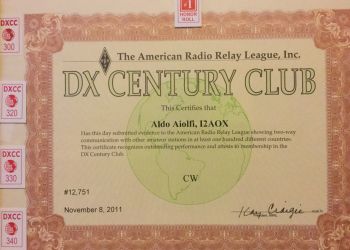 #1
HONOR
ROLL
DXCC
300
DXCC
320
DXCC
330
DXCC
340
The American Radio Relay League, Inc.
DX CENTURY CLUB
This Certifies that
Aldo Aiolfi, I2AOX
Has this day submitted evidence to the American Radio Relay League showing two-way
communication with other amateur stations in at least one hundred different countries.
This certificate recognizes outstanding performance and attests to membership in the
DX Century Club.
CW
#12,751
November 8, 2011
Kay Craigie